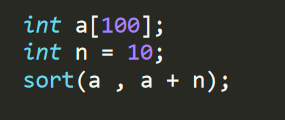 int a[100];
int n = 10;
sort(a , a + n);